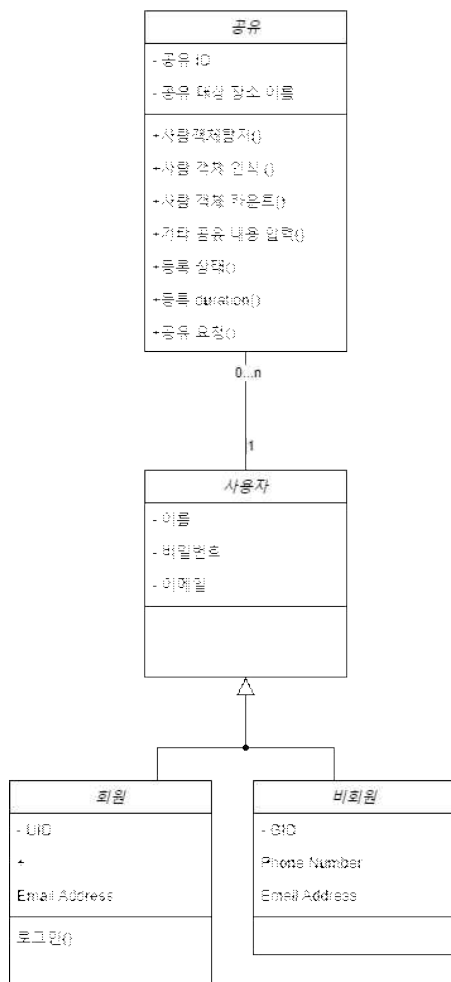 공유
- 공유 ID
- 공유 대상 장소 이름
+사람객체탐지()
+사람 객체 인식 ()
+사람 객체 카운트()
+기타 공유 내용 입력()
+등록 상태()
+등록 duration()
+공유 요청()
0...n
1
사용자
- 이름
- 비밀번호
- 이메일
회원
- UID
+
Email Address
로그인()
비회원
- GID
Phone Number
Email Address